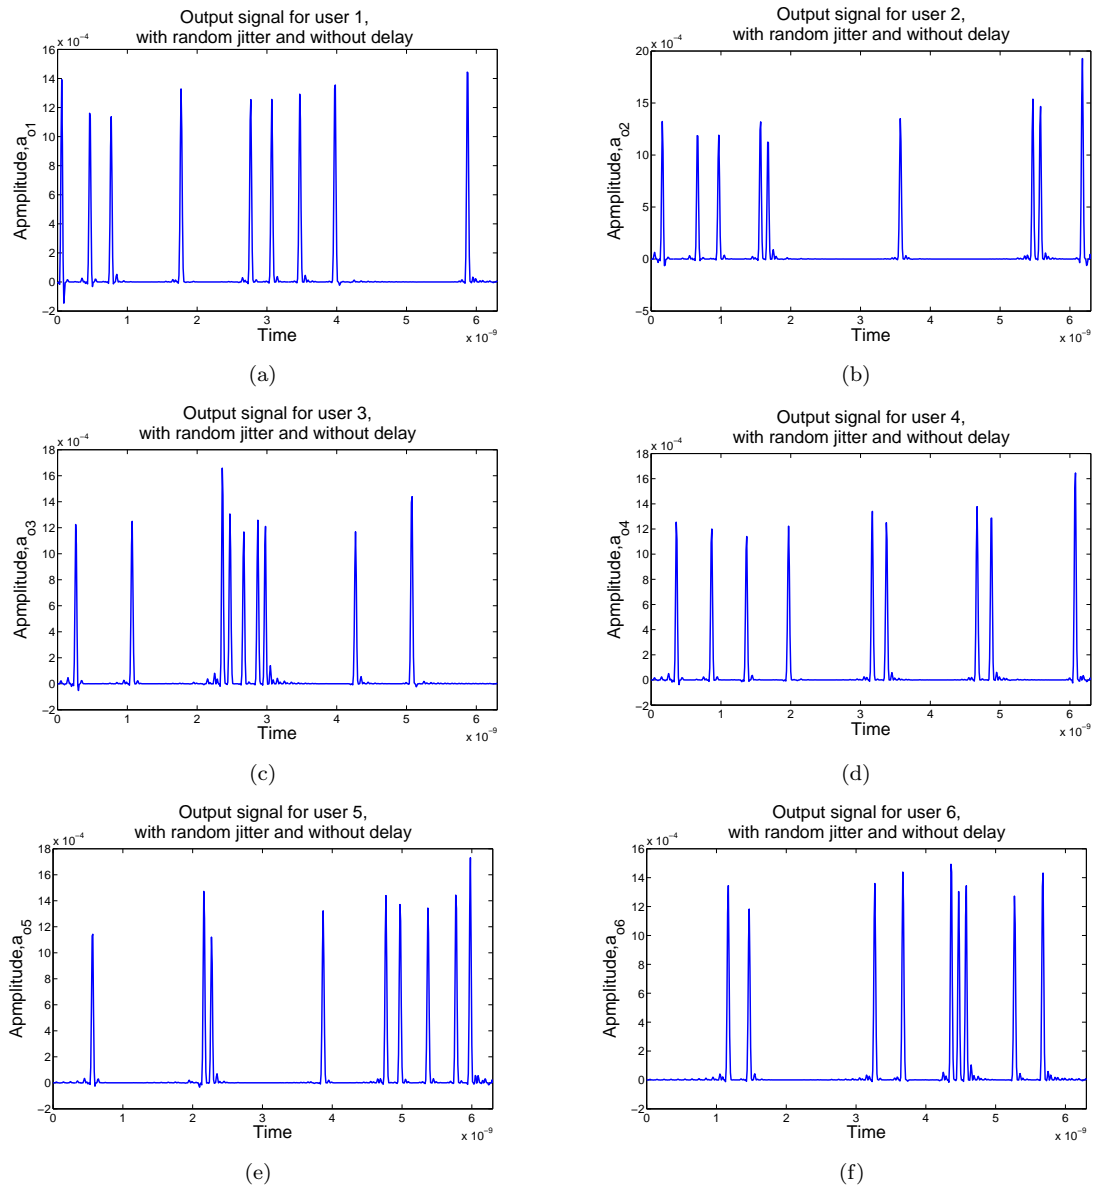 Output signal for user 1,
with random jitter and without delay
x 10⁻⁴
16
14
12
10
8
6
4
2
0
−2
Apmplitude,a_o1
0 1 2 3 4 5 6
Time
x 10⁻⁹
(a)
Output signal for user 2,
with random jitter and without delay
x 10⁻⁴
20
15
10
5
0
−5
Apmplitude,a_o2
0 1 2 3 4 5 6
Time
x 10⁻⁹
(b)
Output signal for user 3,
with random jitter and without delay
x 10⁻⁴
18
16
14
12
10
8
6
4
2
0
−2
Apmplitude,a_o3
0 1 2 3 4 5 6
Time
x 10⁻⁹
(c)
Output signal for user 4,
with random jitter and without delay
x 10⁻⁴
18
16
14
12
10
8
6
4
2
0
−2
Apmplitude,a_o4
0 1 2 3 4 5 6
Time
x 10⁻⁹
(d)
Output signal for user 5,
with random jitter and without delay
x 10⁻⁴
18
16
14
12
10
8
6
4
2
0
−2
Apmplitude,a_o5
0 1 2 3 4 5 6
Time
x 10⁻⁹
(e)
Output signal for user 6,
with random jitter and without delay
x 10⁻⁴
16
14
12
10
8
6
4
2
0
−2
Apmplitude,a_o6
0 1 2 3 4 5 6
Time
x 10⁻⁹
(f)